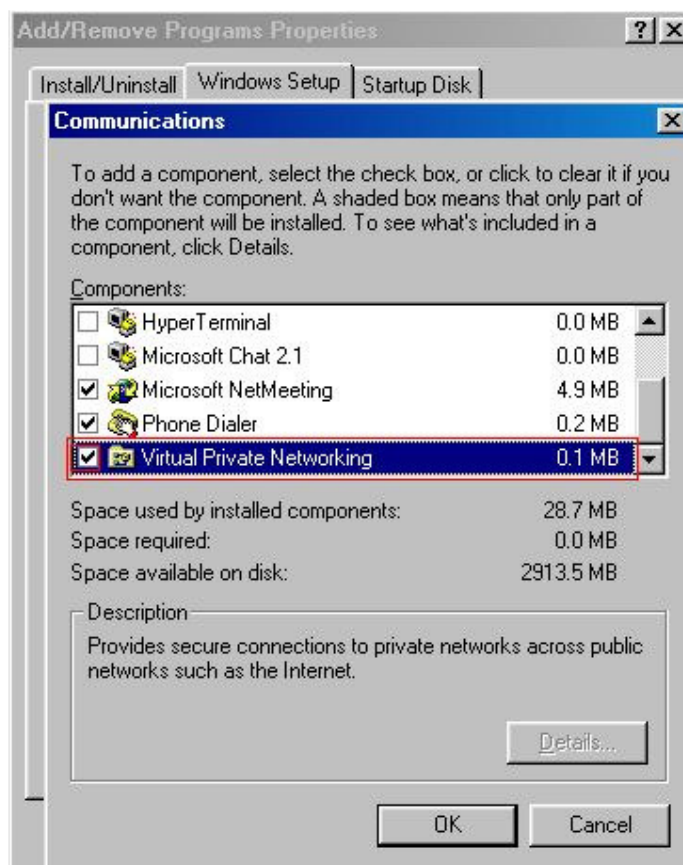 Add/Remove Programs Properties
Install/Uninstall Windows Setup Startup Disk
Communications
To add a component, select the check box, or click to clear it if you
don't want the component. A shaded box means that only part of
the component will be installed. To see what's included in a
component, click Details.
Components:
HyperTerminal 0.0 MB
Microsoft Chat 2.1 0.0 MB
Microsoft NetMeeting 4.9 MB
Phone Dialer 0.2 MB
Virtual Private Networking 0.1 MB
Space used by installed components: 28.7 MB
Space required: 0.0 MB
Space available on disk: 2913.5 MB
Description
Provides secure connections to private networks across public
networks such as the Internet.
Details...
OK Cancel